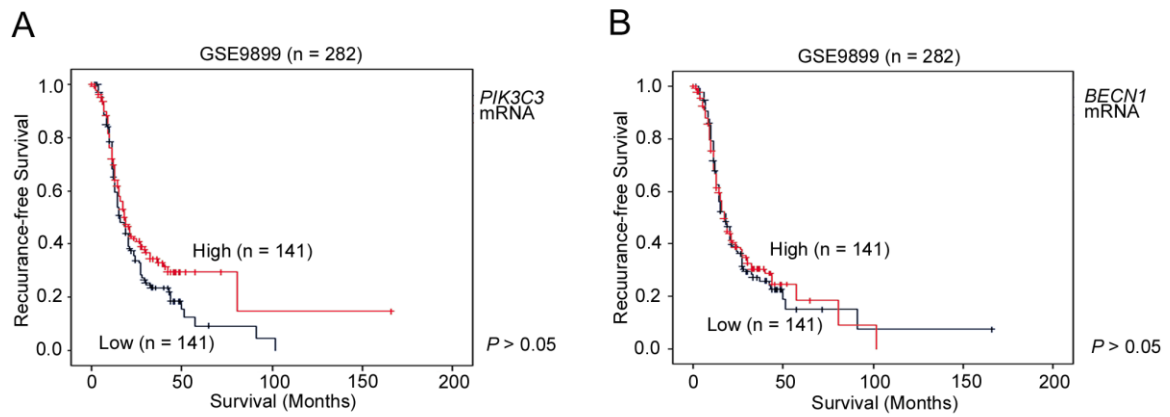 A
GSE9899 (n = 282)
PIK3C3
mRNA
Recuurance-free Survival
1.0
0.8
0.6
0.4
0.2
0.0
High (n = 141)
Low (n = 141)
P > 0.05
0 50 100 150 200
Survival (Months)
B
GSE9899 (n = 282)
BECN1
mRNA
Recuurance-free Survival
1.0
0.8
0.6
0.4
0.2
0.0
High (n = 141)
Low (n = 141)
P > 0.05
0 50 100 150 200
Survival (Months)